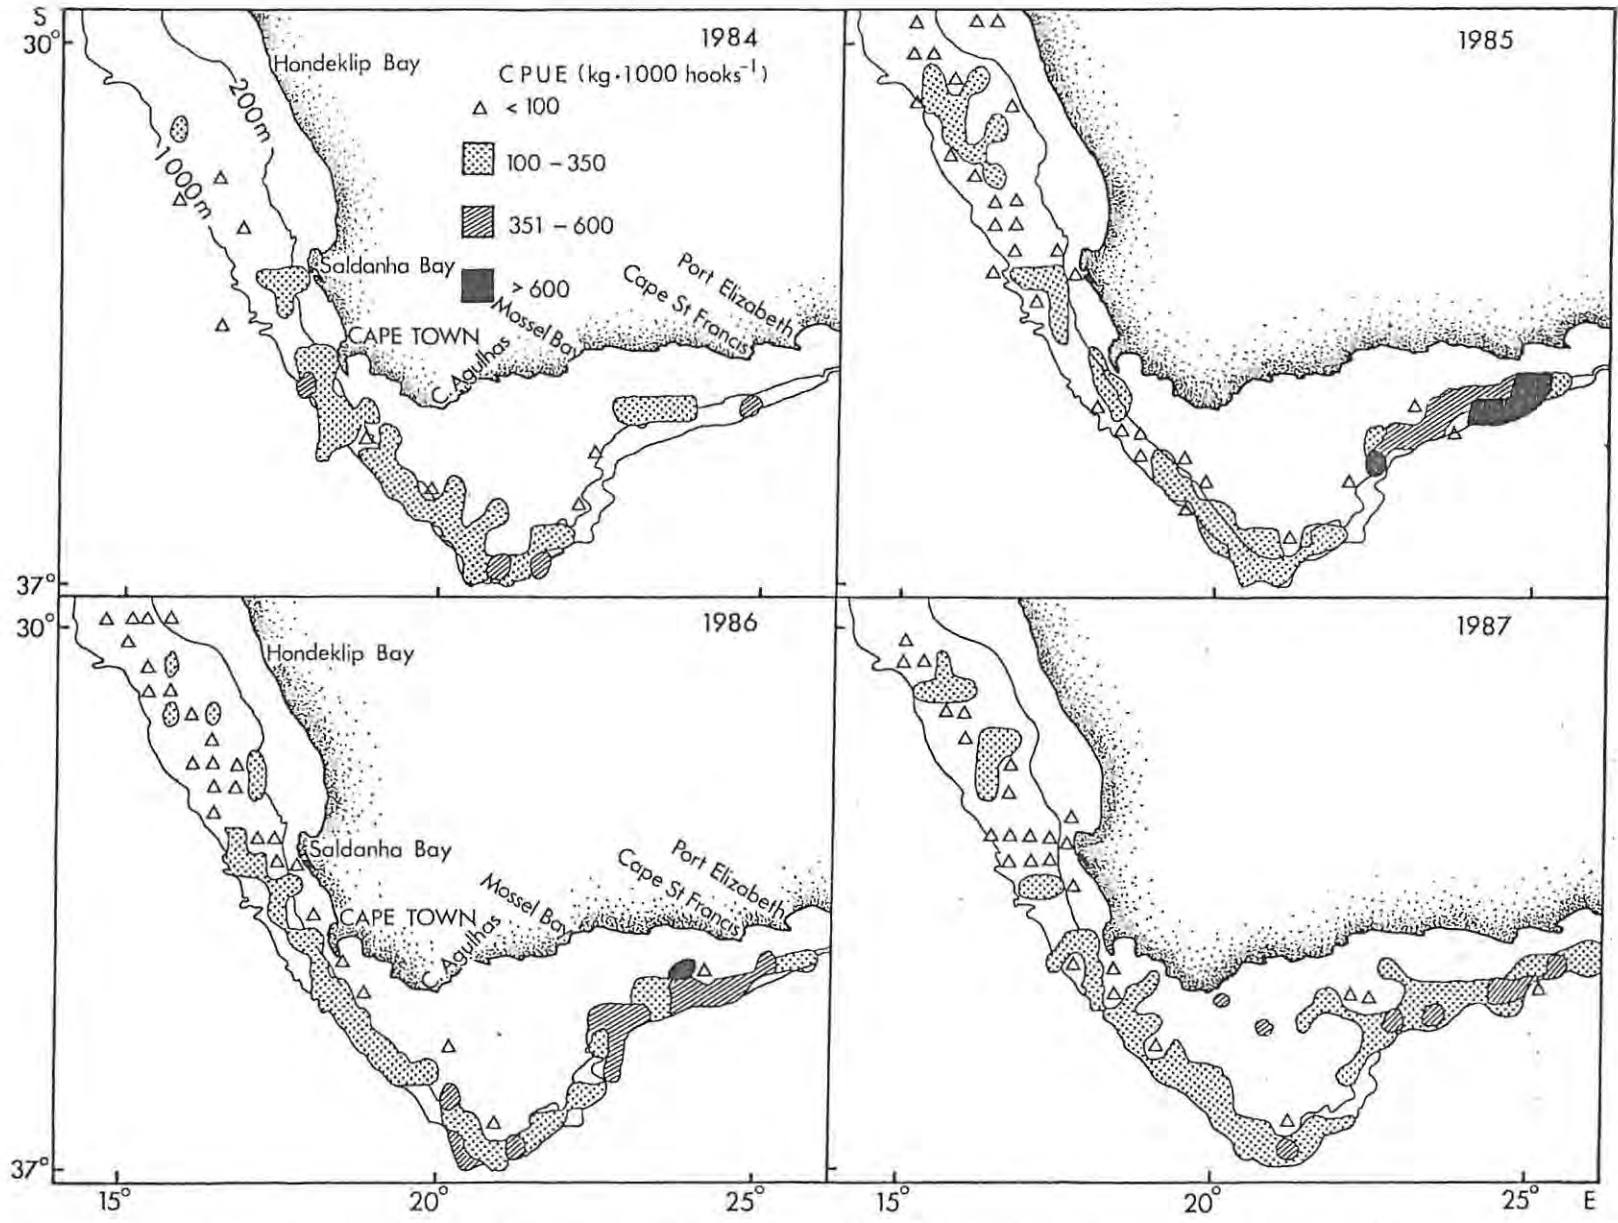 S
30°
1984
Hondeklip Bay
CPUE (kg·1000 hooks⁻¹)
△ < 100
200m
100 – 350
1000m
351 – 600
Saldanha Bay
> 600
Port Elizabeth
Cape St Francis
Mossel Bay
CAPE TOWN
C. Agulhas
37°
1985
30°
1986
Hondeklip Bay
Saldanha Bay
Port Elizabeth
Cape St Francis
Mossel Bay
CAPE TOWN
C. Agulhas
37°
15°
20°
25°
1987
15°
20°
25°
E